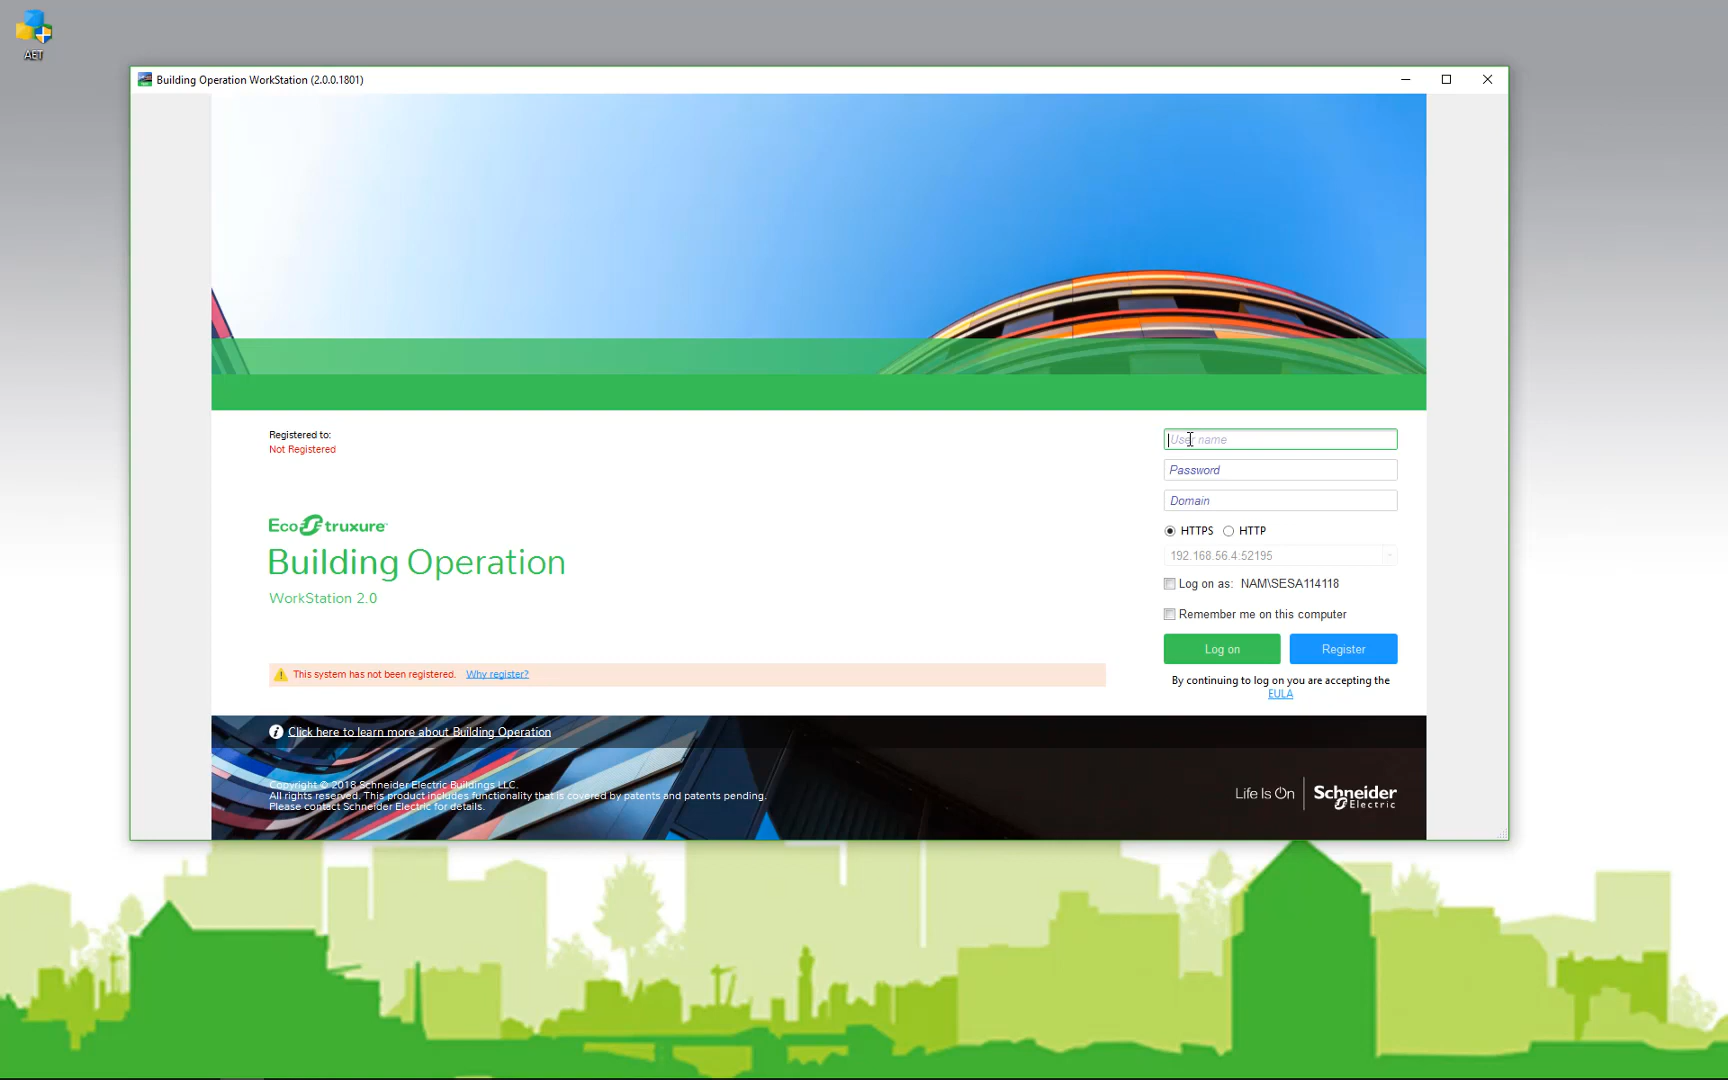 AET
Building Operation WorkStation (2.0.0.1801)
Registered to:
Not Registered
User name
Password
Domain
HTTPS HTTP
192.168.56.4:52195
Log on as: NAM\SESA114118
Remember me on this computer
Log on Register
By continuing to log on you are accepting the
EULA
EcoStruxure™
Building Operation
WorkStation 2.0
This system has not been registered. Why register?
Click here to learn more about Building Operation
Copyright © 2018 Schneider Electric Buildings LLC.
All rights reserved. This product includes functionality that is covered by patents and patents pending.
Please contact Schneider Electric for details.
Life Is On
Schneider
Electric